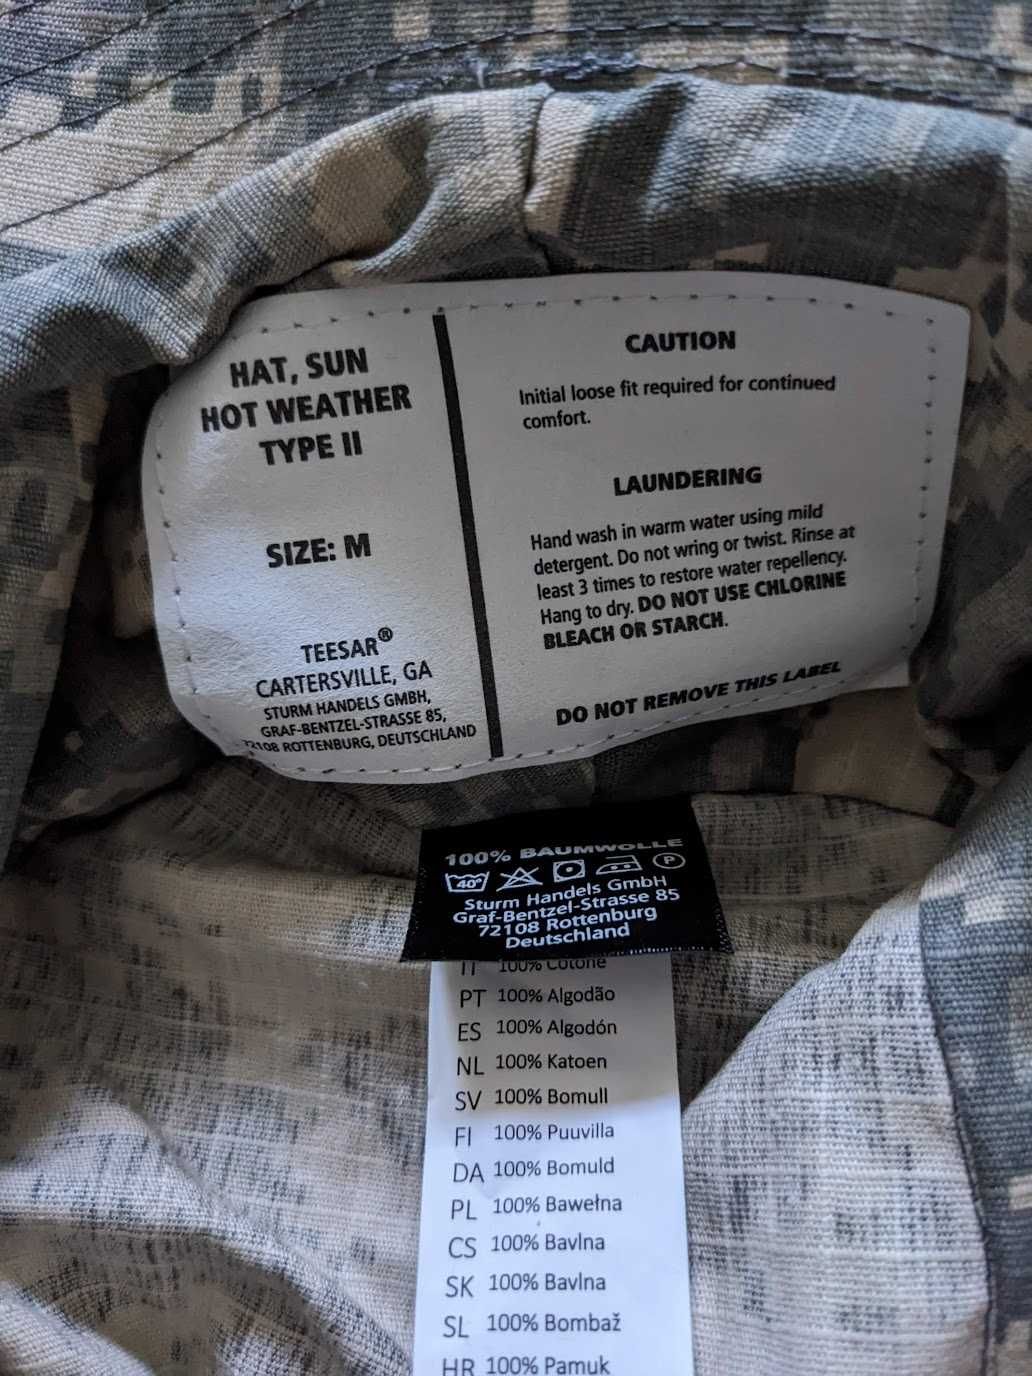 HAT, SUN
HOT WEATHER
TYPE II
SIZE: M
TEESAR®
CARTERSVILLE, GA
STURM HANDELS GMBH,
GRAF-BENTZEL-STRASSE 85,
72108 ROTTENBURG, DEUTSCHLAND
CAUTION
Initial loose fit required for continued
comfort.
LAUNDERING
Hand wash in warm water using mild
detergent. Do not wring or twist. Rinse at
least 3 times to restore water repellency.
Hang to dry. DO NOT USE CHLORINE
BLEACH OR STARCH.
DO NOT REMOVE THIS LABEL
100% BAUMWOLLE
40° P
Sturm Handels GmbH
Graf-Bentzel-Strasse 85
72108 Rottenburg
Deutschland
IT 100% Cotone
PT 100% Algodão
ES 100% Algodón
NL 100% Katoen
SV 100% Bomull
FI 100% Puuvilla
DA 100% Bomuld
PL 100% Bawełna
CS 100% Bavlna
SK 100% Bavlna
SL 100% Bombaž
HR 100% Pamuk